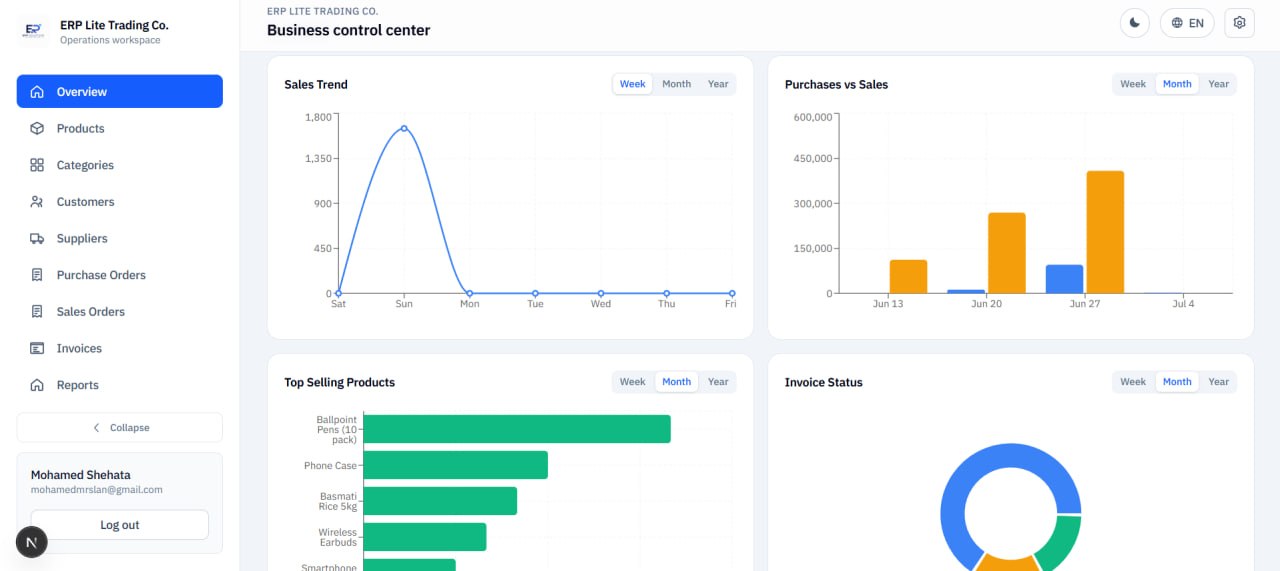 ERP Lite Trading Co.
Operations workspace
Overview
Products
Categories
Customers
Suppliers
Purchase Orders
Sales Orders
Invoices
Reports
Collapse
Mohamed Shehata
mohamedmrslan@gmail.com
Log out
N
ERP LITE TRADING CO.
Business control center
EN
Sales Trend
Week Month Year
1,800
1,350
900
450
0
Sat Sun Mon Tue Wed Thu Fri
Purchases vs Sales
Week Month Year
600,000
450,000
300,000
150,000
0
Jun 13 Jun 20 Jun 27 Jul 4
Top Selling Products
Week Month Year
Ballpoint
Pens (10
pack)
Phone Case
Basmati
Rice 5kg
Wireless
Earbuds
Smartphone
Invoice Status
Week Month Year